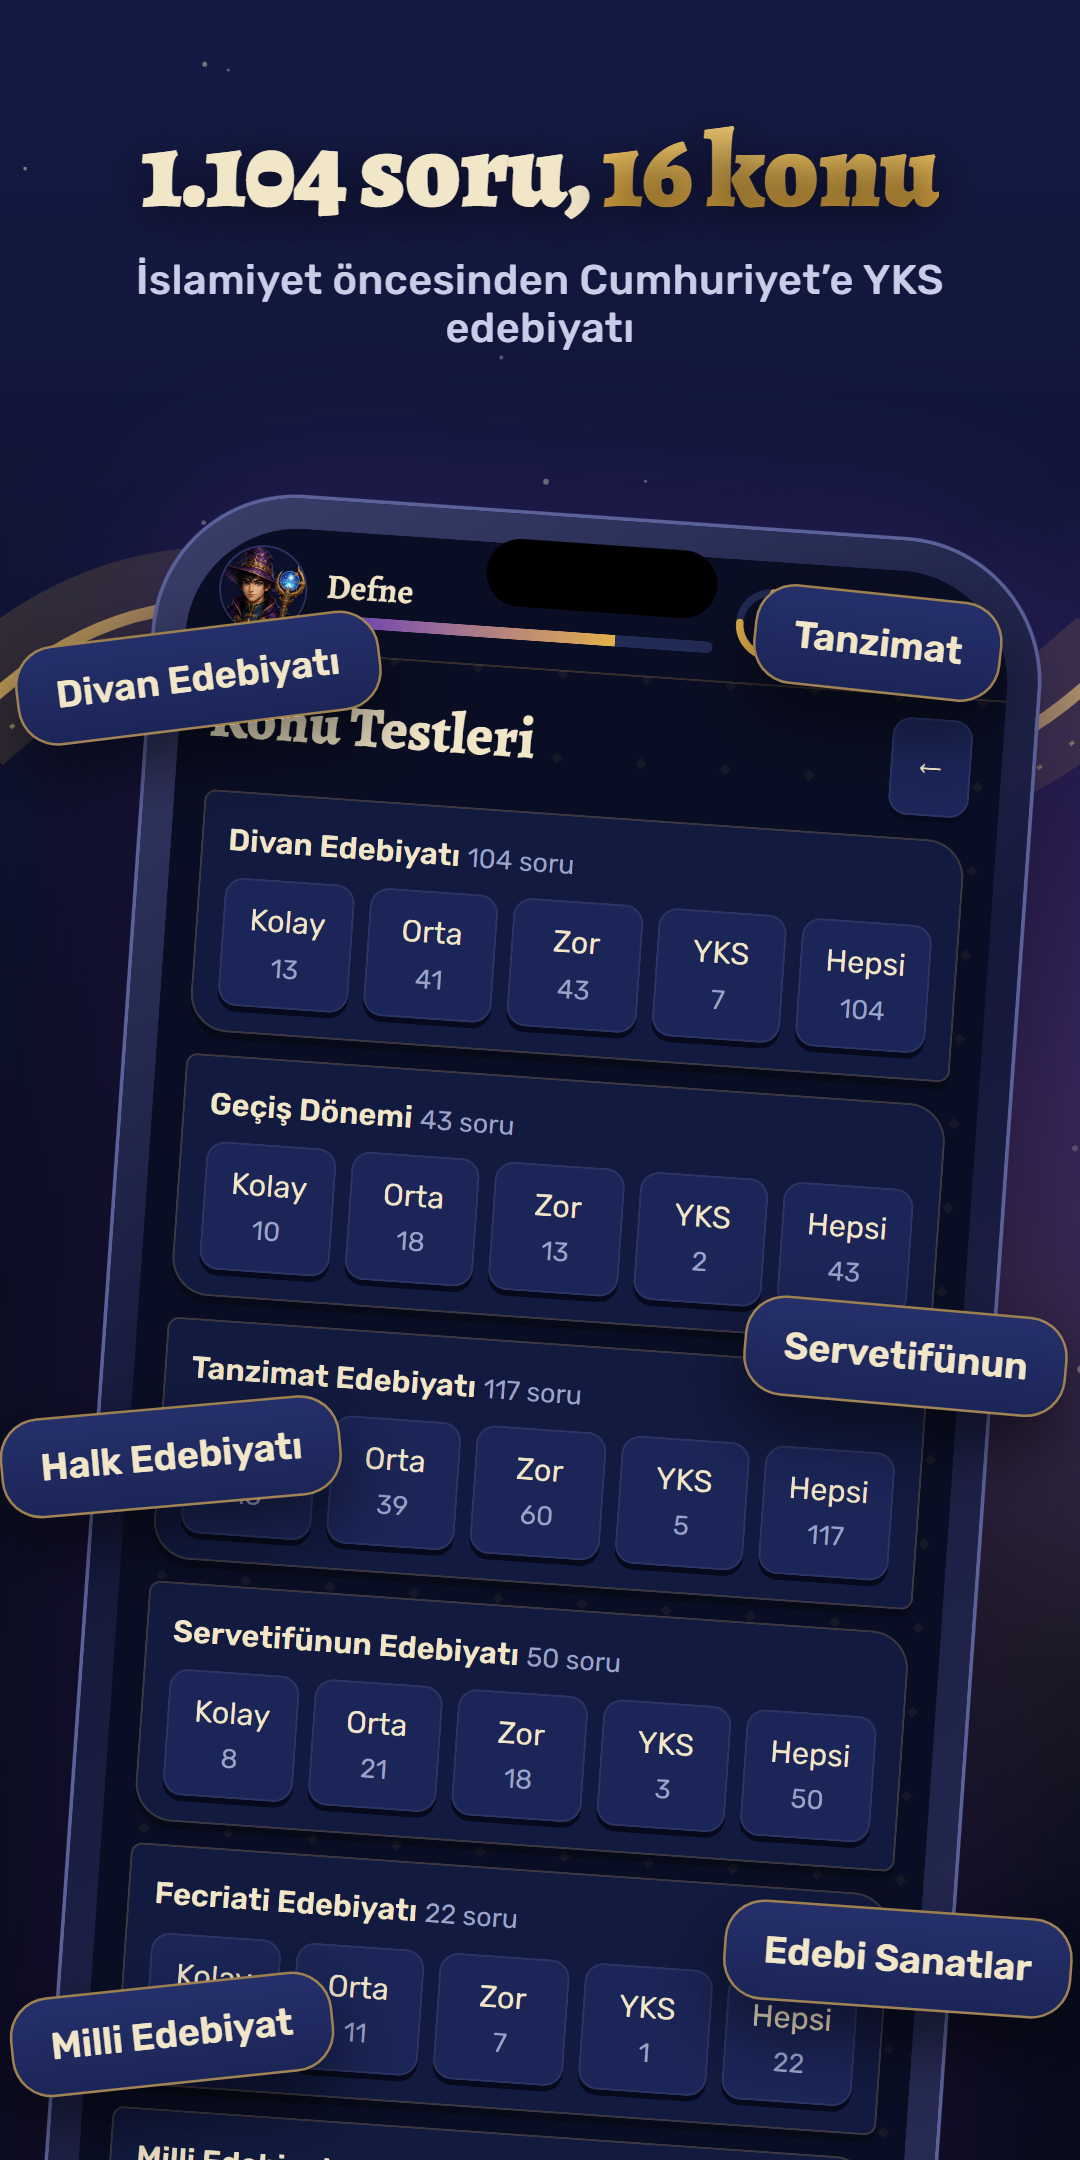 1.104 soru, 16 konu
İslamiyet öncesinden Cumhuriyet’e YKS
edebiyatı
Defne
Tanzimat
Divan Edebiyatı
Konu Testleri
←
Divan Edebiyatı 104 soru
Kolay Orta Zor YKS Hepsi
13 41 43 7 104
Geçiş Dönemi 43 soru
Kolay Orta Zor YKS Hepsi
10 18 13 2 43
Servetifünun
Tanzimat Edebiyatı 117 soru
Halk Edebiyatı
Orta Zor YKS Hepsi
39 60 5 117
Servetifünun Edebiyatı 50 soru
Kolay Orta Zor YKS Hepsi
8 21 18 3 50
Fecriati Edebiyatı 22 soru
Edebi Sanatlar
Kolay Orta Zor YKS Hepsi
11 7 1 22
Milli Edebiyat
Milli